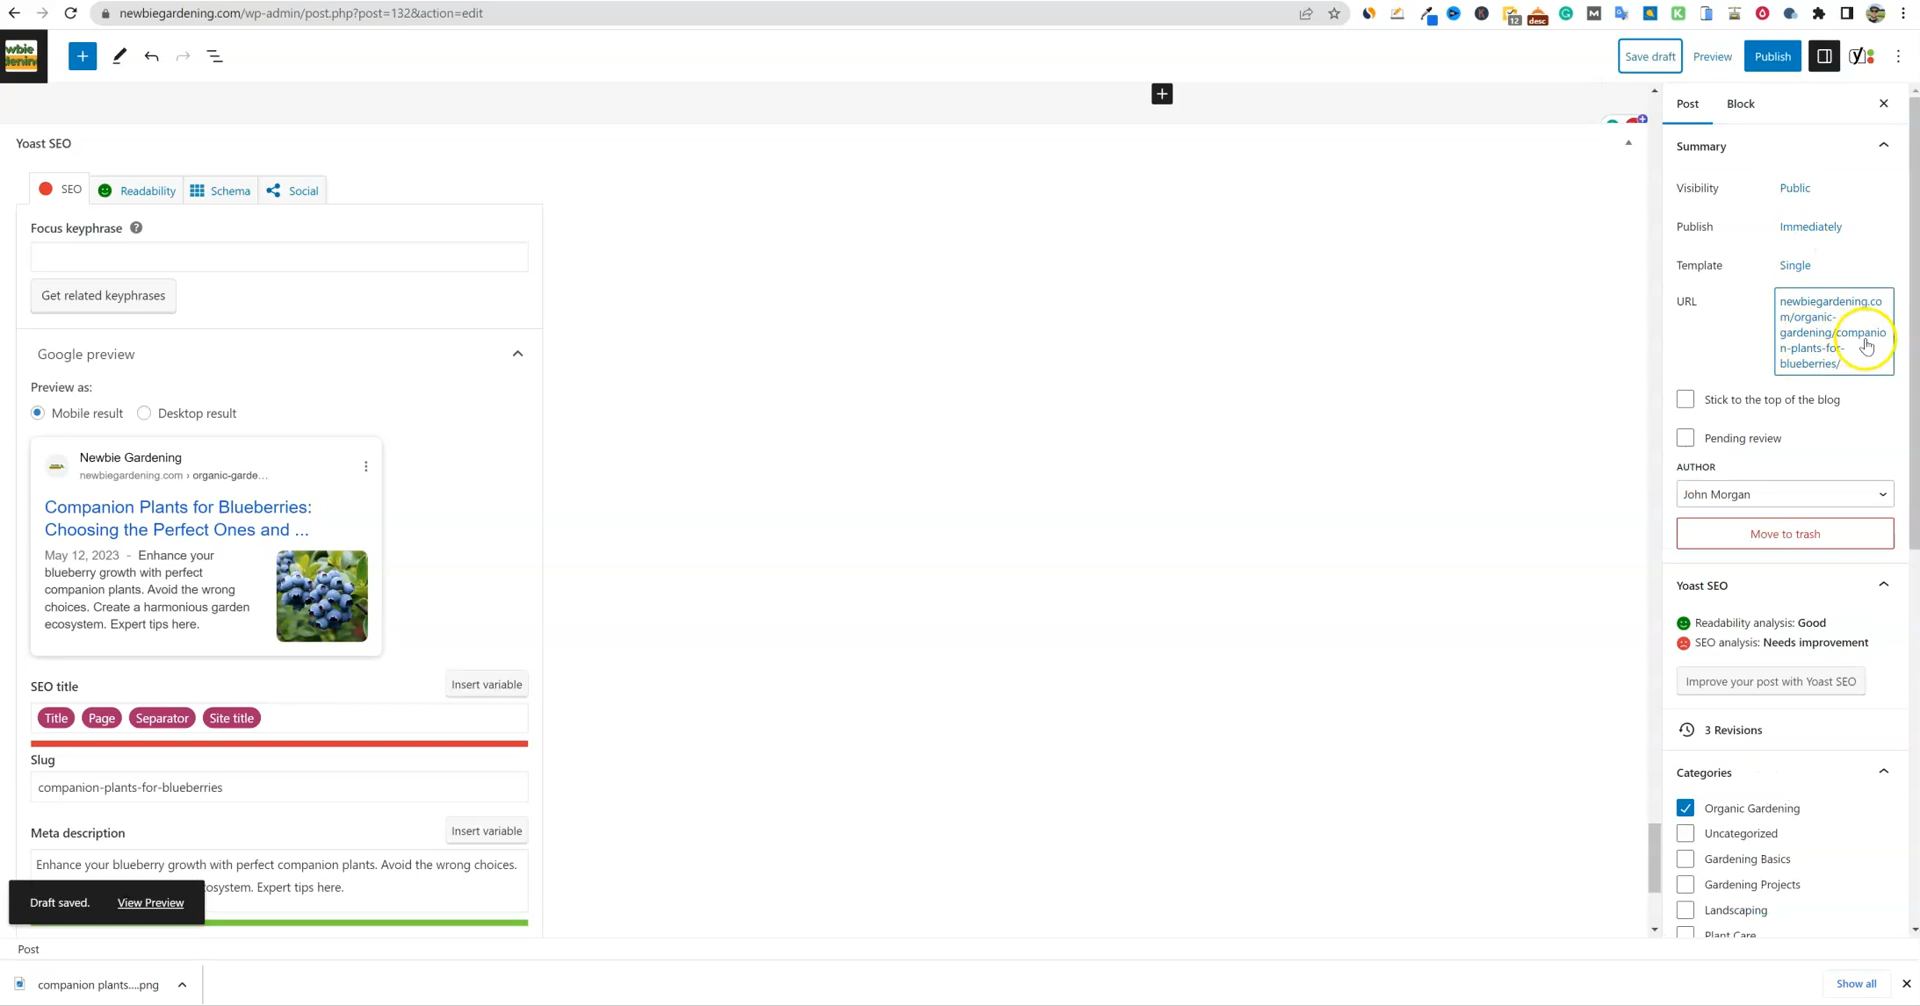 newbiegardening.com/wp-admin/post.php?post=132&action=edit
12
desc
Save draft
Preview
Publish
Yoast SEO
SEO
Readability
Schema
Social
Focus keyphrase
Get related keyphrases
Google preview
Preview as:
Mobile result
Desktop result
Newbie Gardening
newbiegardening.com › organic-garde...
Companion Plants for Blueberries:
Choosing the Perfect Ones and ...
May 12, 2023 - Enhance your
blueberry growth with perfect
companion plants. Avoid the wrong
choices. Create a harmonious garden
ecosystem. Expert tips here.
SEO title
Insert variable
Title Page Separator Site title
Slug
companion-plants-for-blueberries
Meta description
Insert variable
Enhance your blueberry growth with perfect companion plants. Avoid the wrong choices.
cosystem. Expert tips here.
Draft saved.
View Preview
Post
companion plants....png
Post
Block
Summary
Visibility
Public
Publish
Immediately
Template
Single
URL
newbiegardening.co
m/organic-
gardening/companio
n-plants-for-
blueberries/
Stick to the top of the blog
Pending review
AUTHOR
John Morgan
Move to trash
Yoast SEO
Readability analysis: Good
SEO analysis: Needs improvement
Improve your post with Yoast SEO
3 Revisions
Categories
Organic Gardening
Uncategorized
Gardening Basics
Gardening Projects
Landscaping
Plant Care
Show all